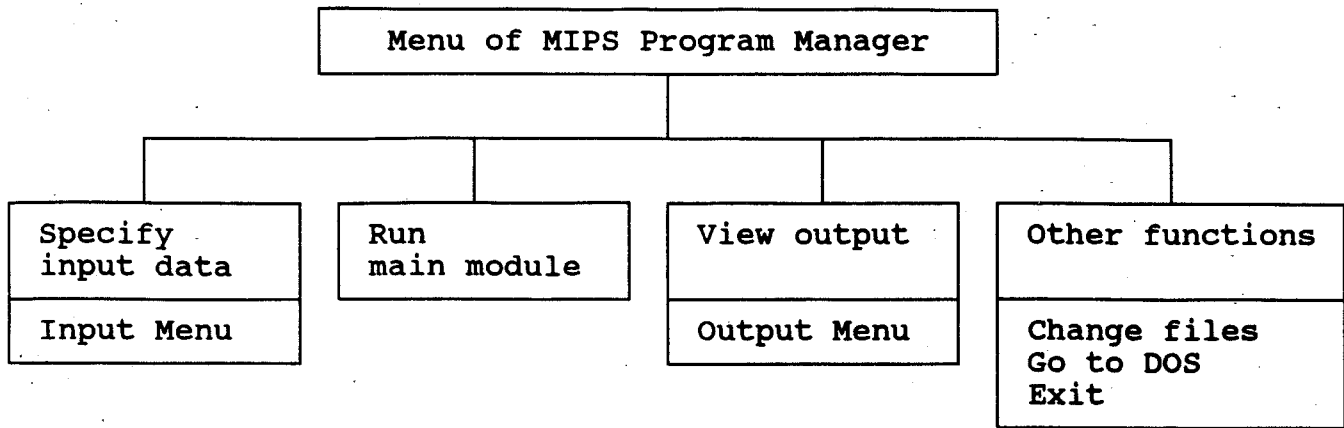 Menu of MIPS Program Manager
Specify
input data
Input Menu
Run
main module
View output
Output Menu
Other functions
Change files
Go to DOS
Exit